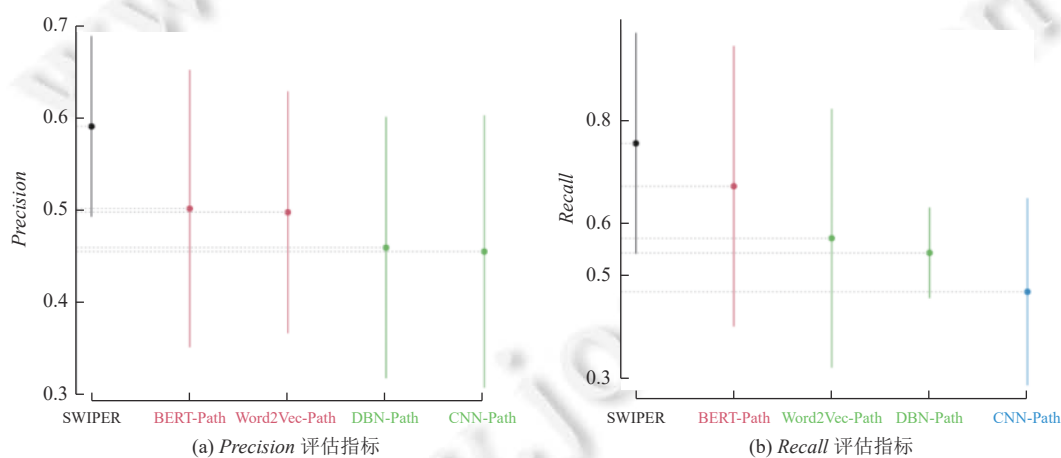 0.7
0.6
0.5
0.4
0.3
Precision
SWIPER BERT-Path Word2Vec-Path DBN-Path CNN-Path
(a) Precision 评估指标
0.8
0.6
0.5
0.3
Recall
SWIPER BERT-Path Word2Vec-Path DBN-Path CNN-Path
(b) Recall 评估指标